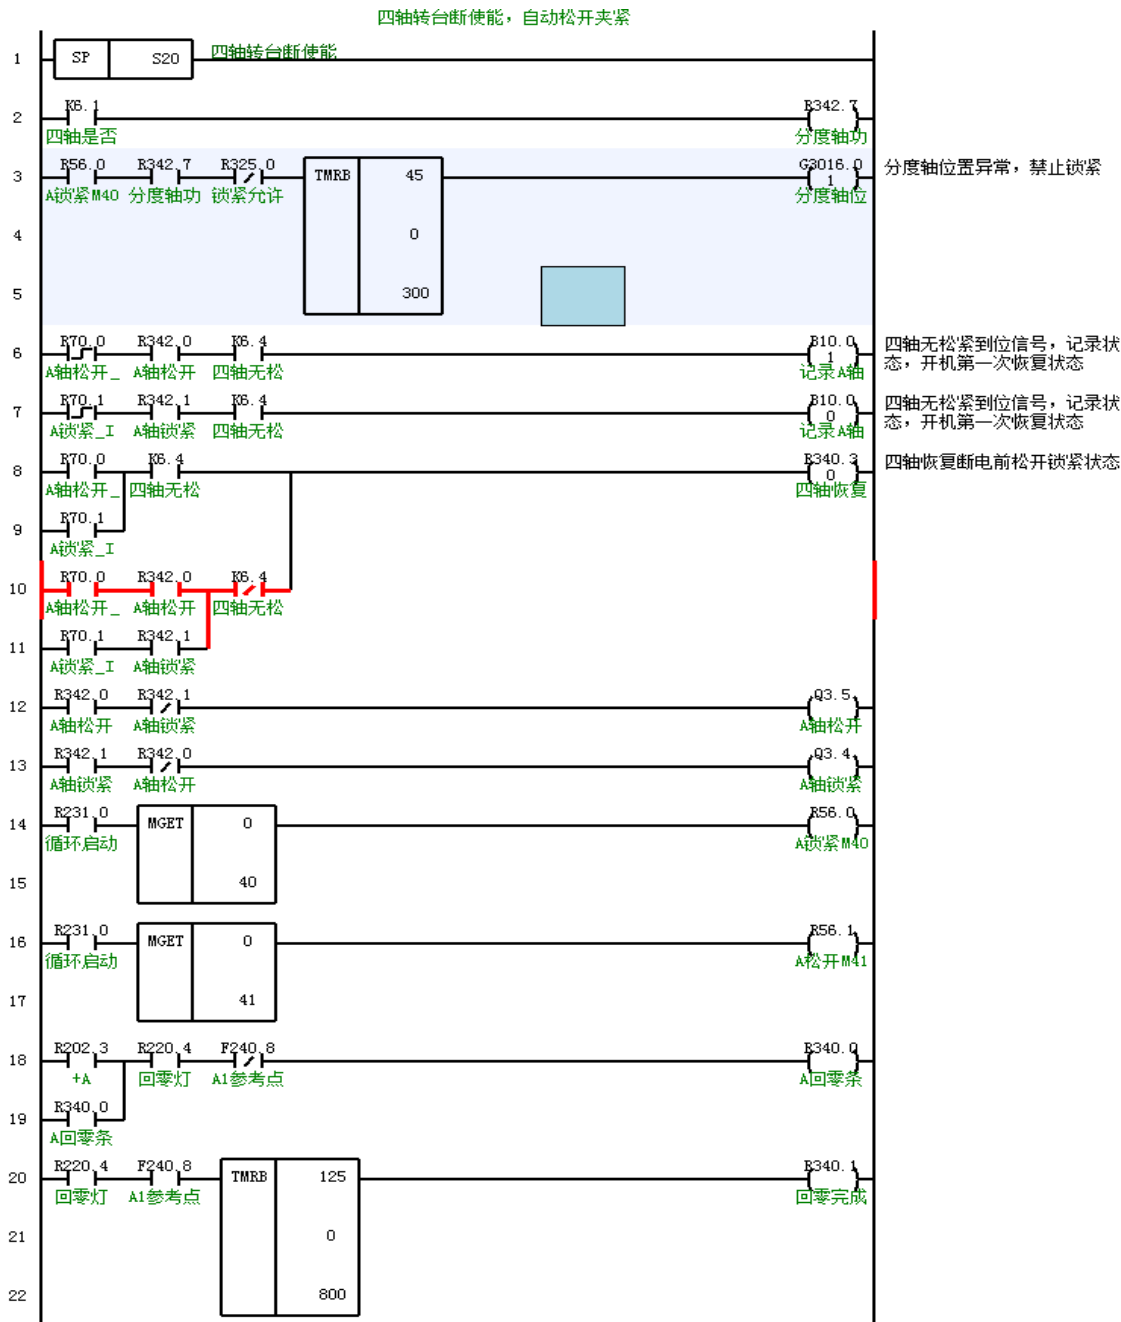 四轴转台断使能，自动松开夹紧
1 SP S20 四轴转台断使能
K6.1 R342.7
2
四轴是否 分度轴功
R56.0 R342.7 R325.0 G3016.0
3 TMRB 45 1 分度轴位置异常，禁止锁紧
A锁紧M40 分度轴功 锁紧允许 分度轴位
4 0
5 300
R70.0 R342.0 K6.4 B10.0
6 1 四轴无松紧到位信号，记录状
态，开机第一次恢复状态
A轴松开_ A轴松开 四轴无松 记录A轴
R70.1 R342.1 K6.4 B10.0
7 0 四轴无松紧到位信号，记录状
态，开机第一次恢复状态
A锁紧_I A轴锁紧 四轴无松 记录A轴
R70.0 K6.4 R340.3
8 0 四轴恢复断电前松开锁紧状态
A轴松开_ 四轴无松 四轴恢复
R70.1
9
A锁紧_I
R70.0 R342.0 K6.4
10
A轴松开_ A轴松开 四轴无松
R70.1 R342.1
11
A锁紧_I A轴锁紧
R342.0 R342.1 Q3.5
12
A轴松开 A轴锁紧 A轴松开
R342.1 R342.0 Q3.4
13
A轴锁紧 A轴松开 A轴锁紧
R231.0 R56.0
14 MGET 0
循环启动 A锁紧M40
15 40
R231.0 R56.1
16 MGET 0
循环启动 A松开M41
17 41
R202.3 R220.4 F240.8 R340.0
18
+A 回零灯 A1参考点 A回零条
R340.0
19
A回零条
R220.4 F240.8 R340.1
20 TMRB 125
回零灯 A1参考点 回零完成
21 0
22 800